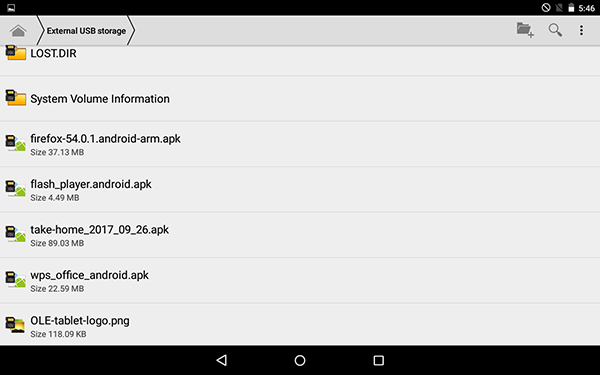 5:46
External USB storage
LOST.DIR
System Volume Information
firefox-54.0.1.android-arm.apk
Size 37.13 MB
flash_player.android.apk
Size 4.49 MB
take-home_2017_09_26.apk
Size 89.03 MB
wps_office_android.apk
Size 22.59 MB
OLE-tablet-logo.png
Size 118.09 KB